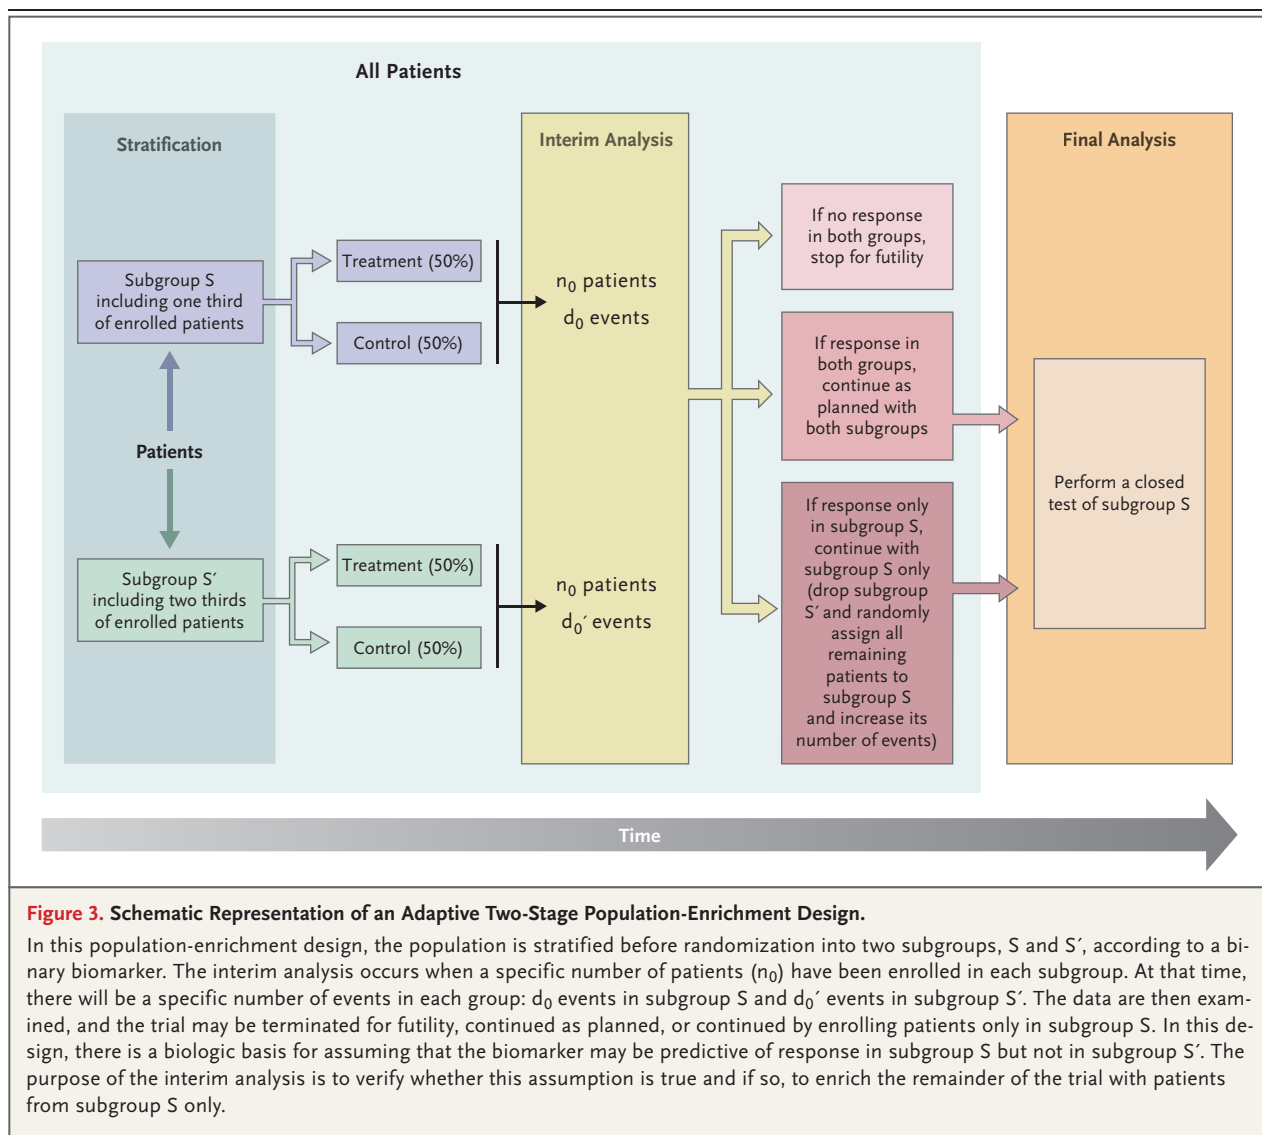 All Patients
Stratification
Subgroup S
including one third
of enrolled patients
Patients
Subgroup S′
including two thirds
of enrolled patients
Treatment (50%)
Control (50%)
Treatment (50%)
Control (50%)
Interim Analysis
n0 patients
d0 events
n0 patients
d0′ events
If no response
in both groups,
stop for futility
If response in
both groups,
continue as
planned with
both subgroups
If response only
in subgroup S,
continue with
subgroup S only
(drop subgroup
S′ and randomly
assign all
remaining
patients to
subgroup S
and increase its
number of events)
Final Analysis
Perform a closed
test of subgroup S
Time
Figure 3. Schematic Representation of an Adaptive Two-Stage Population-Enrichment Design.
In this population-enrichment design, the population is stratified before randomization into two subgroups, S and S′, according to a bi-
nary biomarker. The interim analysis occurs when a specific number of patients (n0) have been enrolled in each subgroup. At that time,
there will be a specific number of events in each group: d0 events in subgroup S and d0′ events in subgroup S′. The data are then exam-
ined, and the trial may be terminated for futility, continued as planned, or continued by enrolling patients only in subgroup S. In this de-
sign, there is a biologic basis for assuming that the biomarker may be predictive of response in subgroup S but not in subgroup S′. The
purpose of the interim analysis is to verify whether this assumption is true and if so, to enrich the remainder of the trial with patients
from subgroup S only.